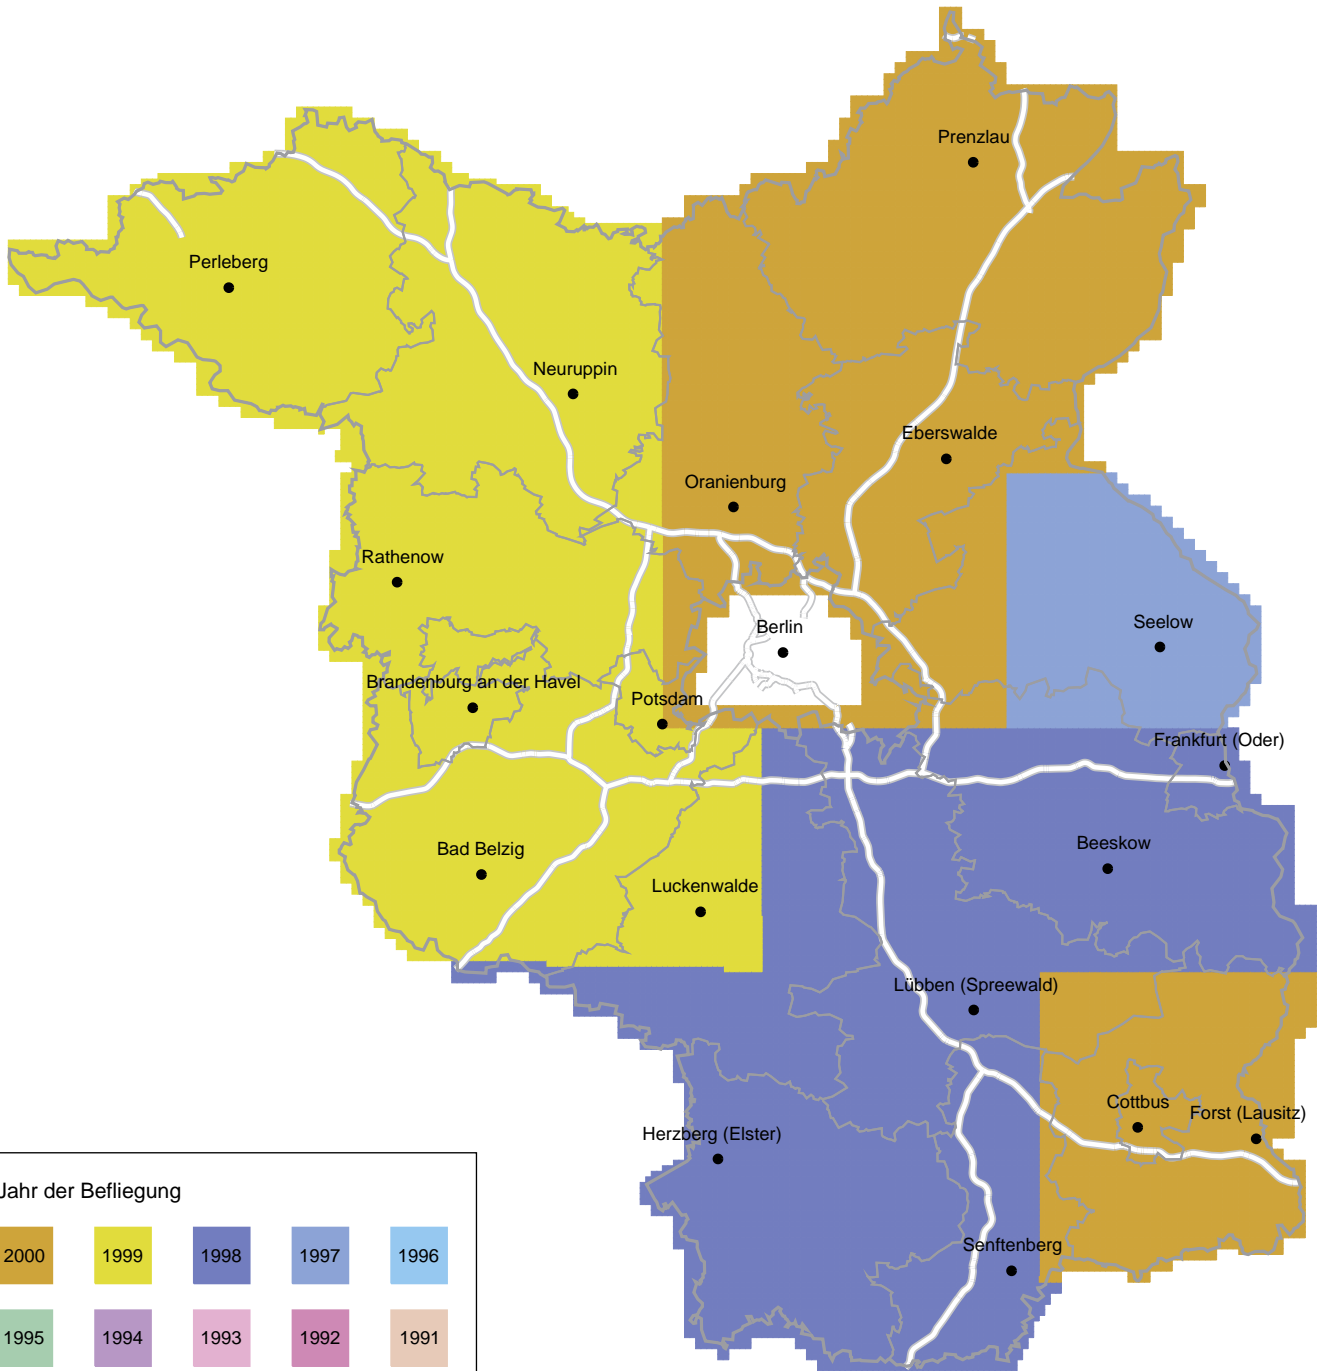 Prenzlau
Perleberg
Neuruppin
Eberswalde
Oranienburg
Rathenow
Seelow
Berlin
Brandenburg an der Havel
Potsdam
Frankfurt (Oder)
Beeskow
Bad Belzig
Luckenwalde
Lübben (Spreewald)
Cottbus
Forst (Lausitz)
Herzberg (Elster)
Senftenberg
Jahr der Befliegung
2000 1999 1998 1997 1996
1995 1994 1993 1992 1991